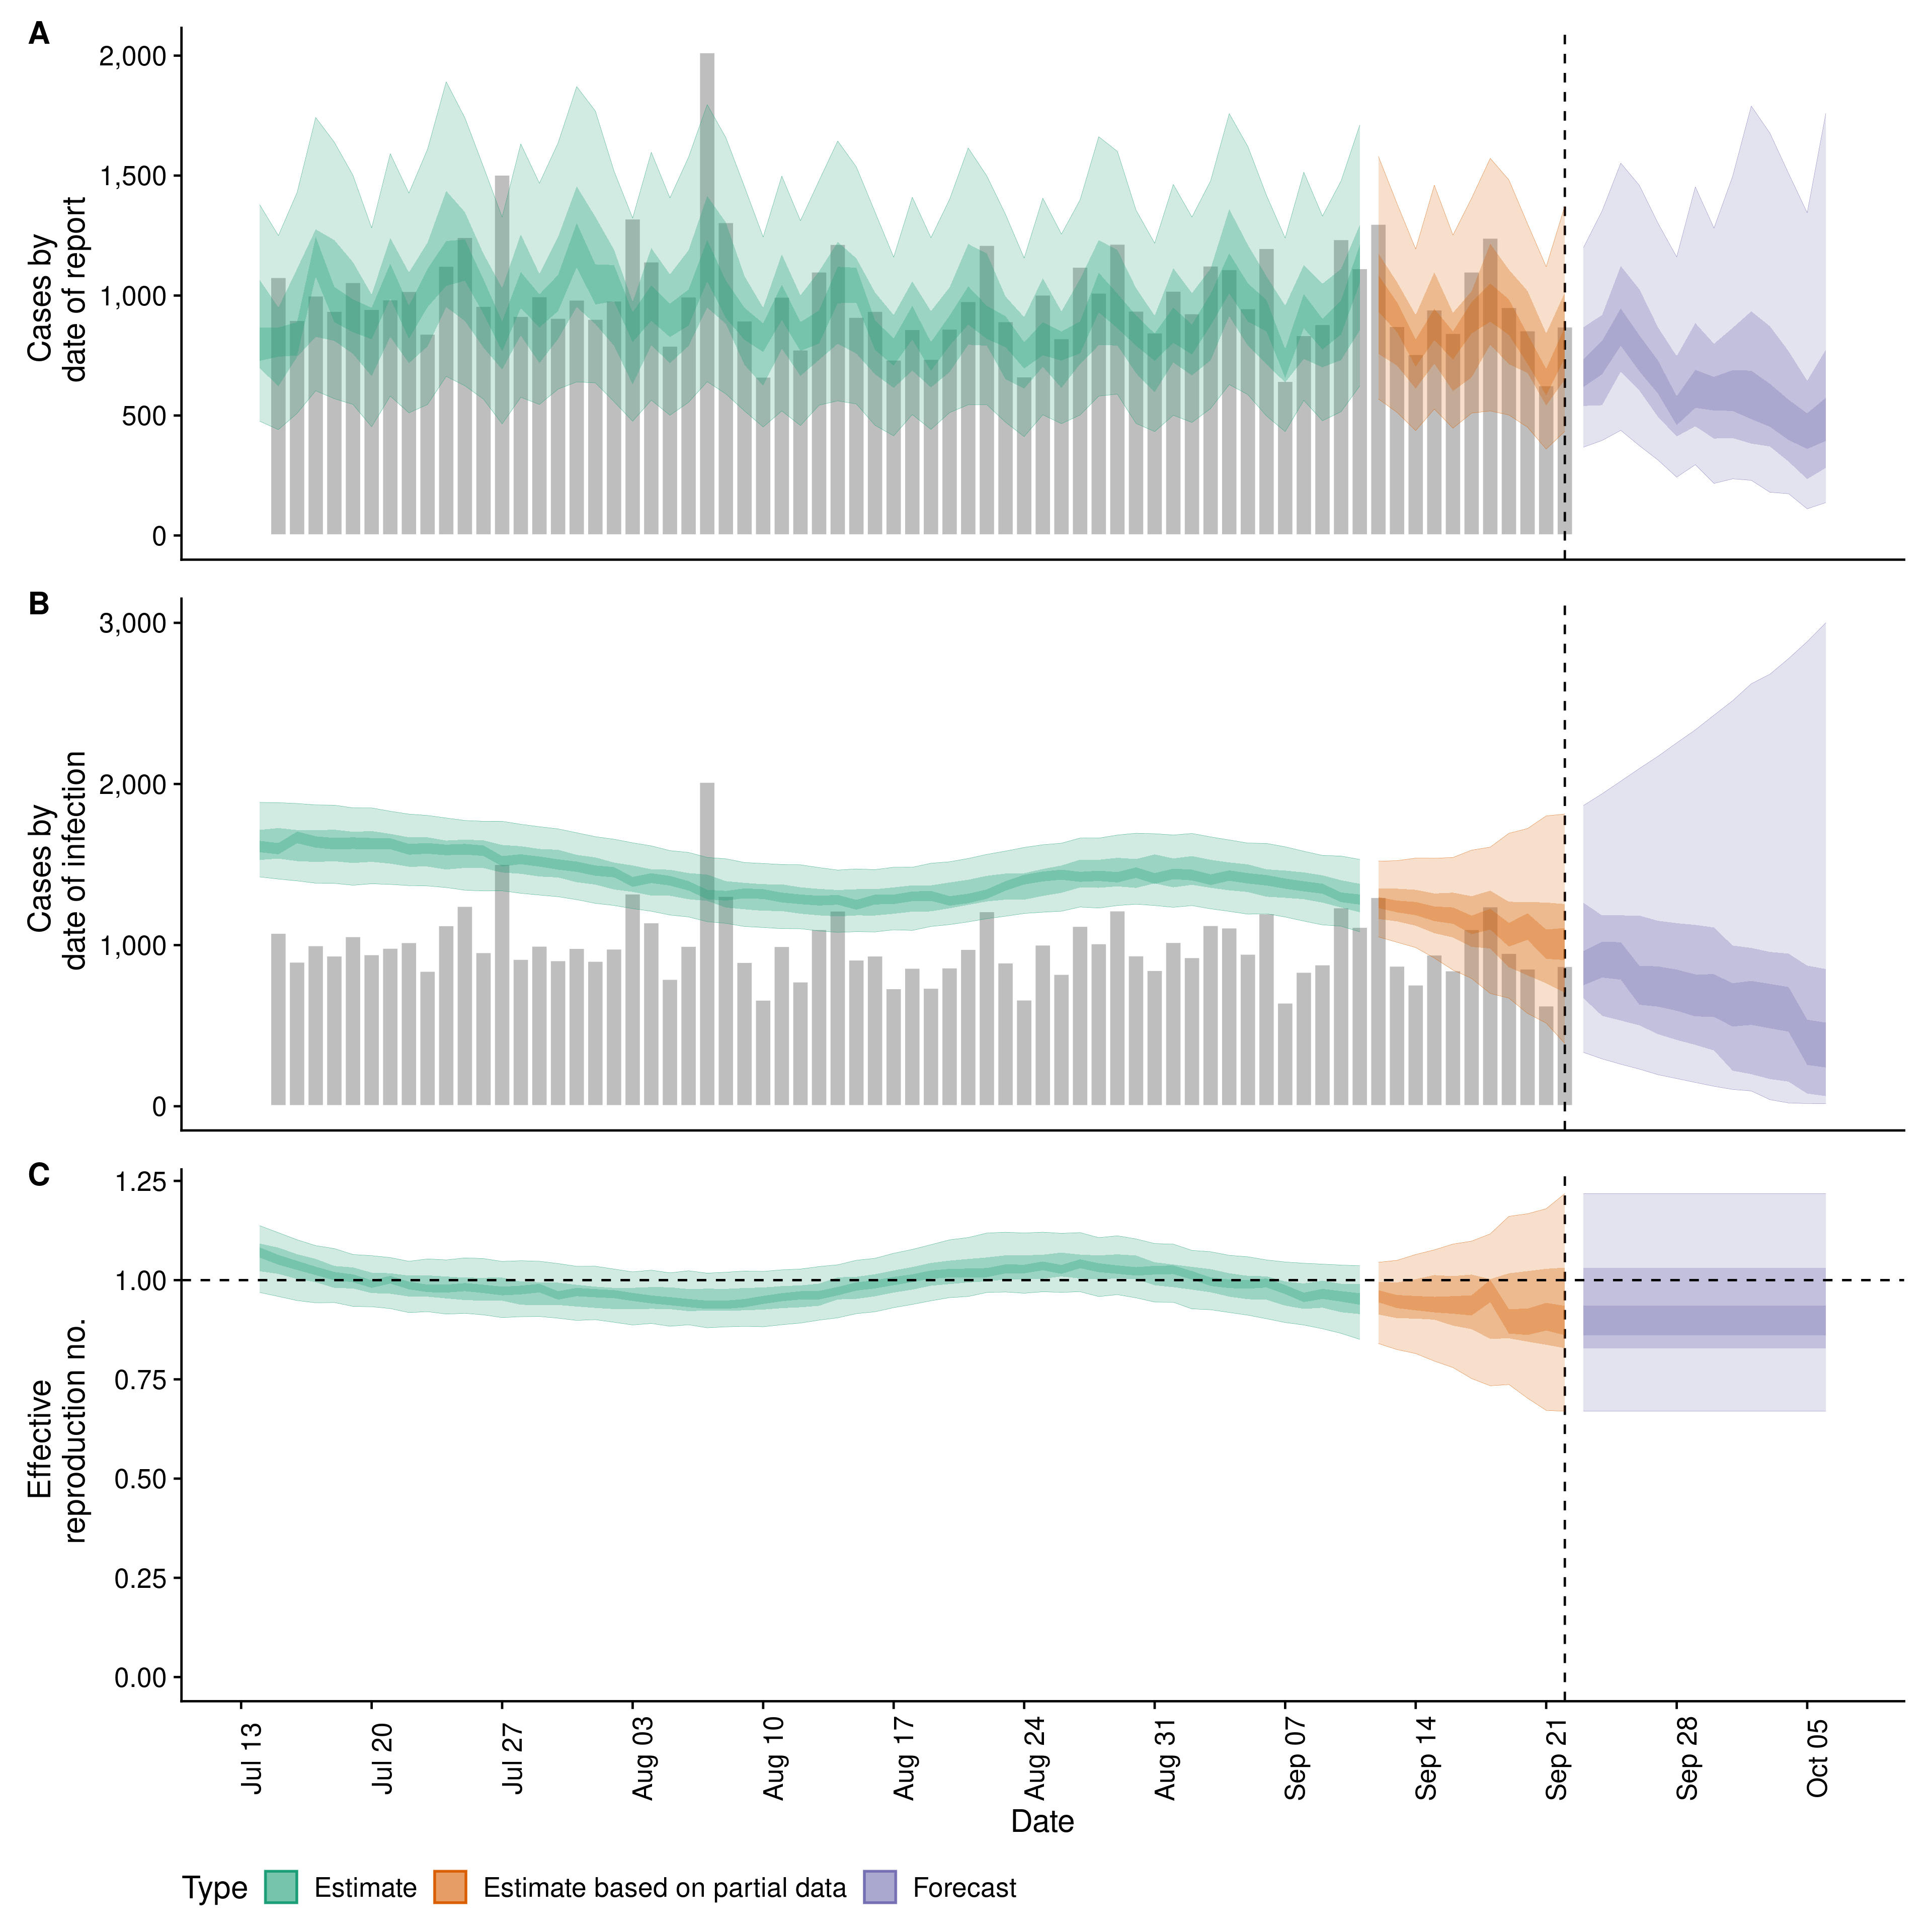 A
Cases by
date of report
2,000
1,500
1,000
500
0
B
Cases by
date of infection
3,000
2,000
1,000
0
C
Effective
reproduction no.
1.25
1.00
0.75
0.50
0.25
0.00
Jul 13
Jul 20
Jul 27
Aug 03
Aug 10
Aug 17
Aug 24
Aug 31
Sep 07
Sep 14
Sep 21
Sep 28
Oct 05
Date
Type Estimate Estimate based on partial data Forecast